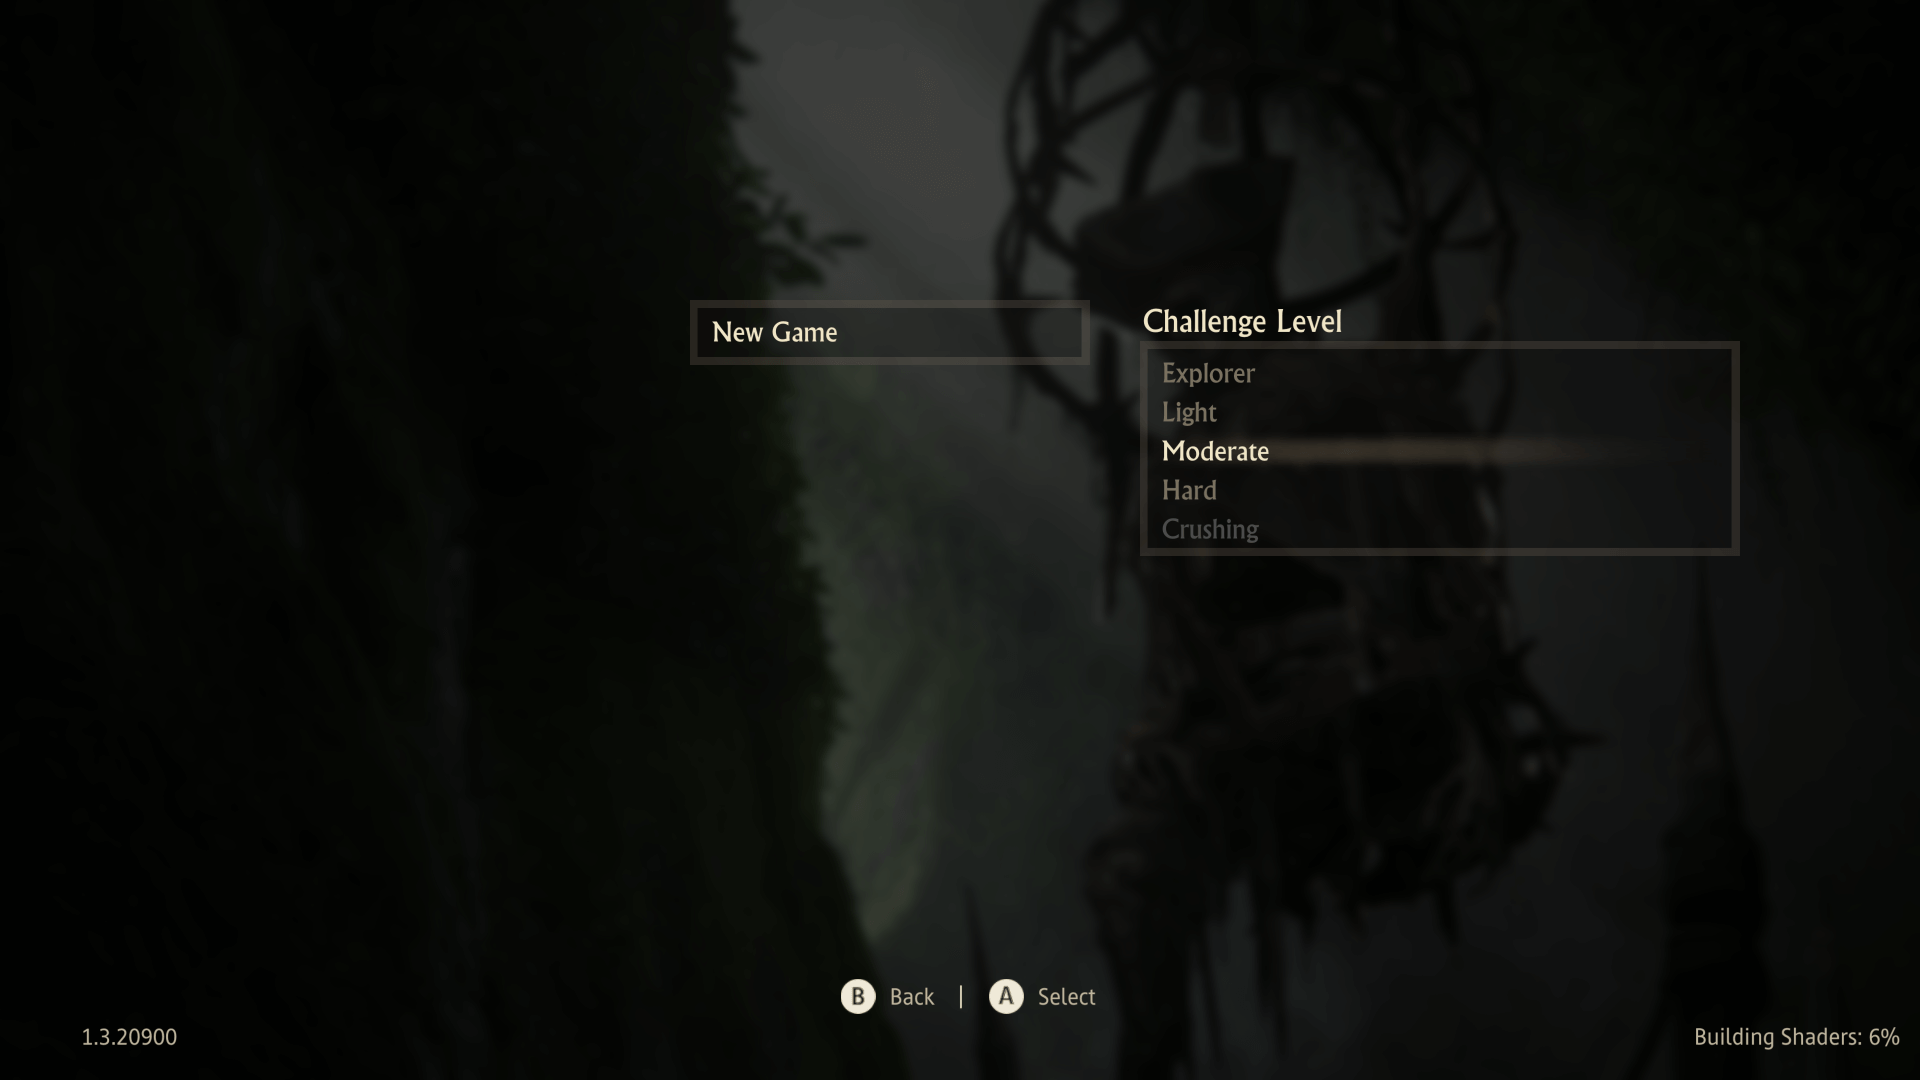 New Game
Challenge Level
Explorer
Light
Moderate
Hard
Crushing
B Back | A Select
1.3.20900
Building Shaders: 6%